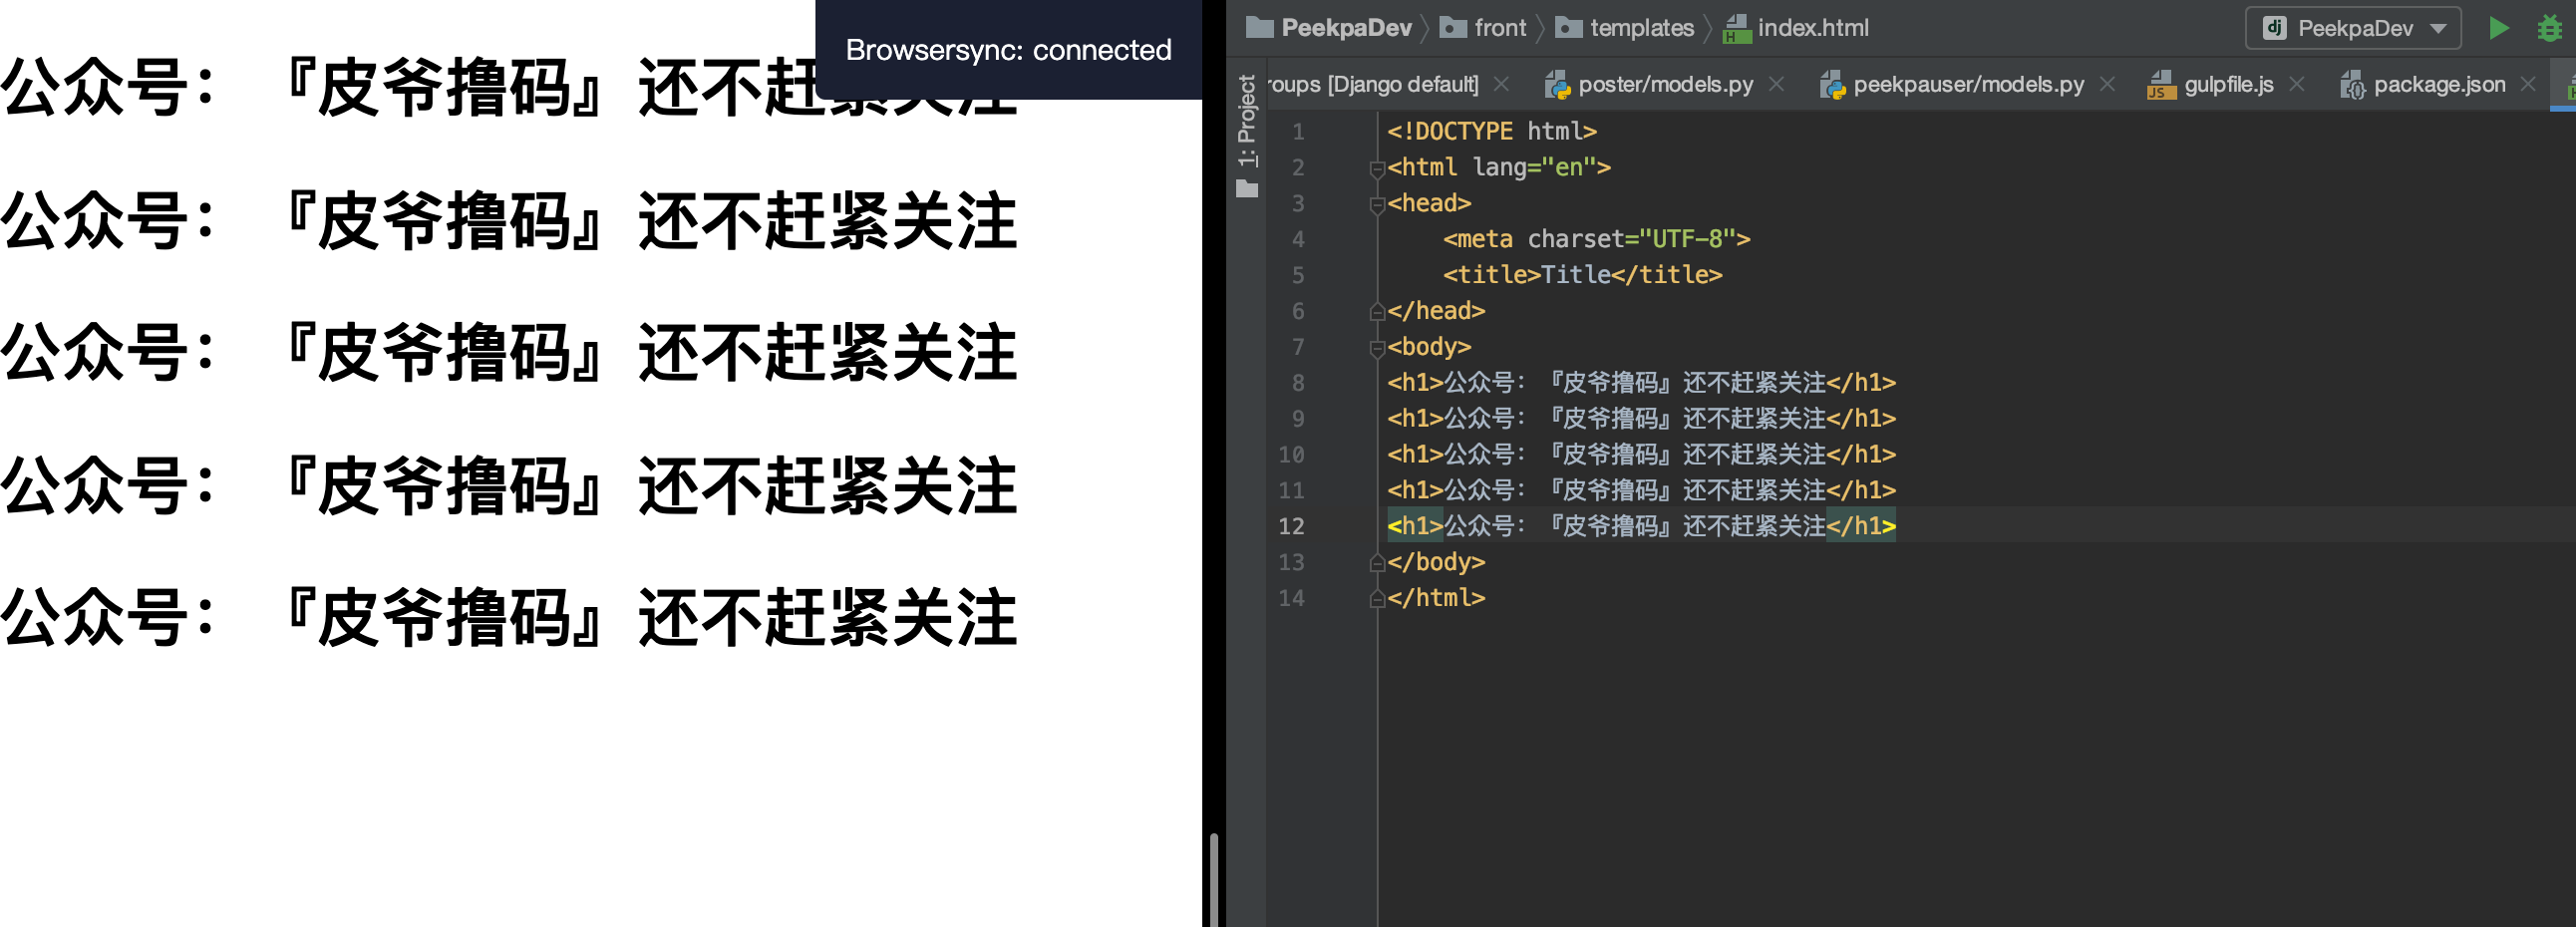 公众号：『皮爷撸码』还不赶紧关注
Browsersync: connected
公众号：『皮爷撸码』还不赶紧关注
公众号：『皮爷撸码』还不赶紧关注
公众号：『皮爷撸码』还不赶紧关注
公众号：『皮爷撸码』还不赶紧关注
PeekpaDev front templates index.html
PeekpaDev
roups [Django default] poster/models.py peekpauser/models.py gulpfile.js package.json
1: Project
1 <!DOCTYPE html>
2 <html lang="en">
3 <head>
4     <meta charset="UTF-8">
5     <title>Title</title>
6 </head>
7 <body>
8 <h1>公众号：『皮爷撸码』还不赶紧关注</h1>
9 <h1>公众号：『皮爷撸码』还不赶紧关注</h1>
10 <h1>公众号：『皮爷撸码』还不赶紧关注</h1>
11 <h1>公众号：『皮爷撸码』还不赶紧关注</h1>
12 <h1>公众号：『皮爷撸码』还不赶紧关注</h1>
13 </body>
14 </html>